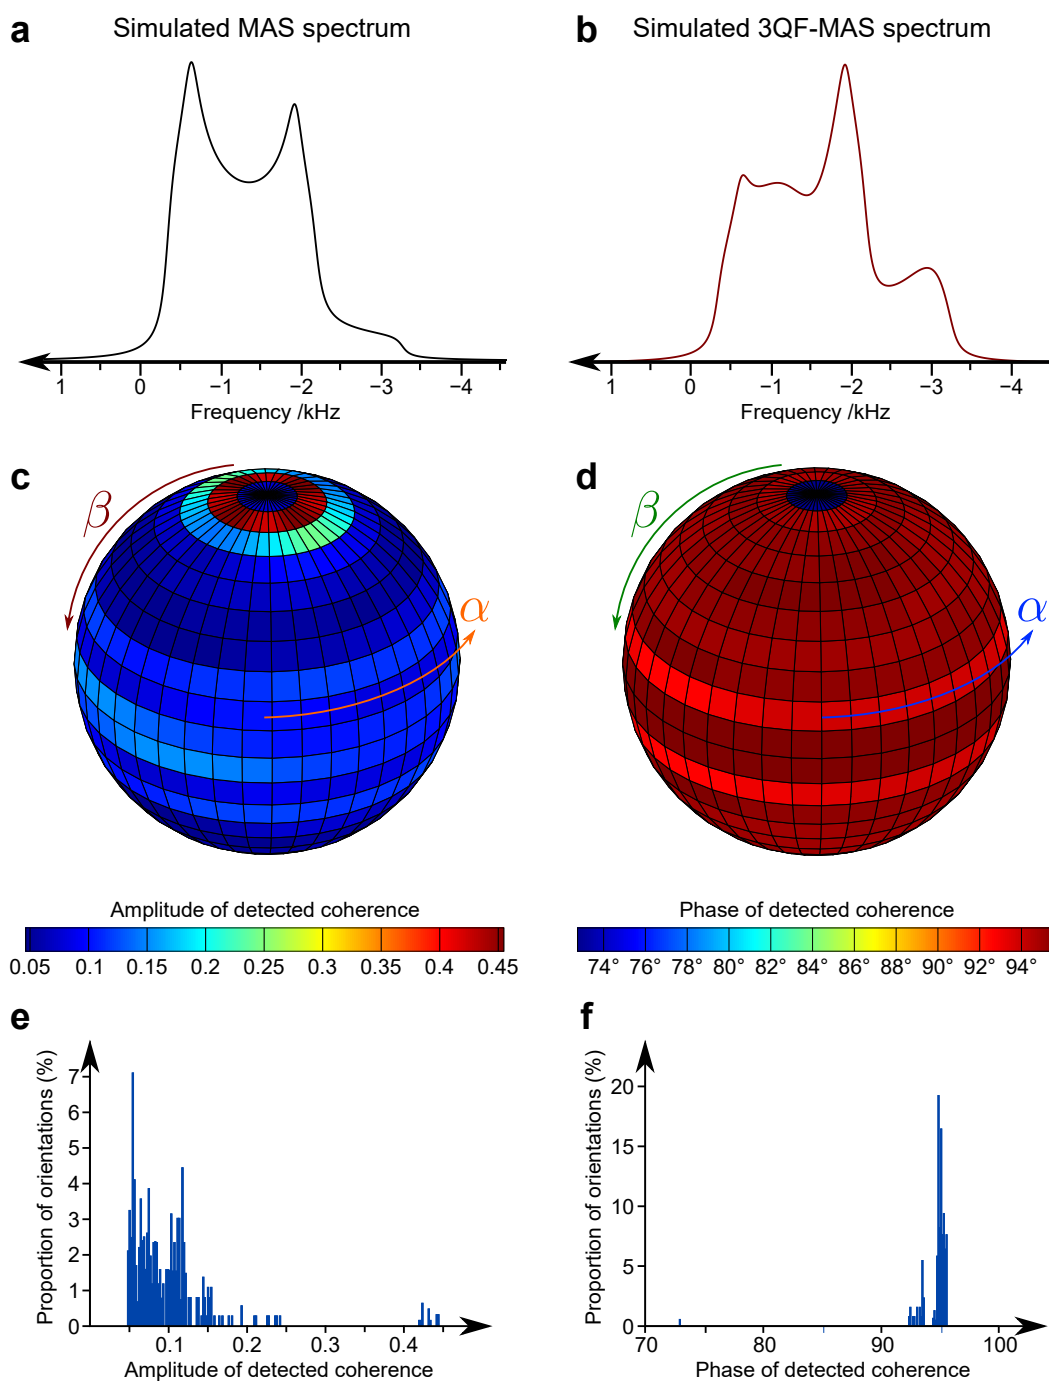 a Simulated MAS spectrum
b Simulated 3QF-MAS spectrum
1 0 −1 −2 −3 −4
Frequency /kHz
1 0 −1 −2 −3 −4
Frequency /kHz
c
β
α
d
β
α
Amplitude of detected coherence
0.05 0.1 0.15 0.2 0.25 0.3 0.35 0.4 0.45
Phase of detected coherence
74° 76° 78° 80° 82° 84° 86° 88° 90° 92° 94°
e
Proportion of orientations (%)
7
6
5
4
3
2
1
0
0.1 0.2 0.3 0.4
Amplitude of detected coherence
f
Proportion of orientations (%)
20
15
10
5
0
70 80 90 100
Phase of detected coherence